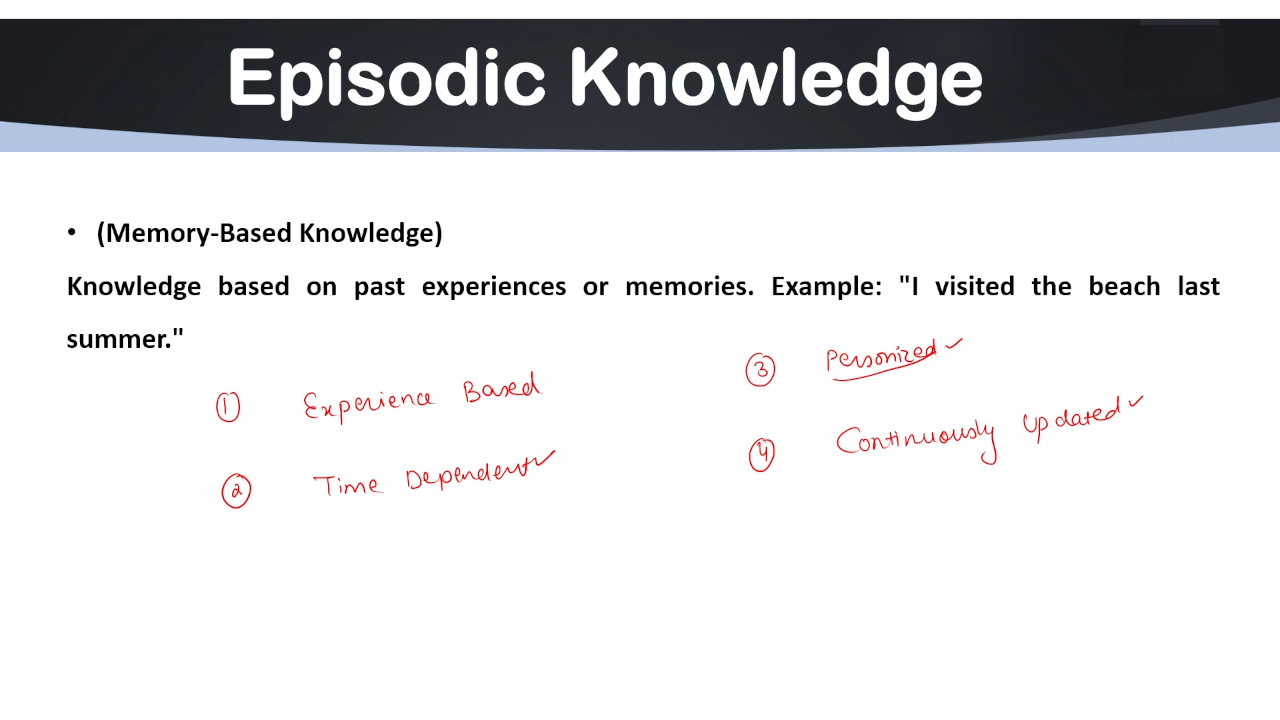 Episodic Knowledge
• (Memory-Based Knowledge)
Knowledge based on past experiences or memories. Example: "I visited the beach last
summer."
① Experience Based
② Time Dependent ✓
③ Personized ✓
④ Continuously Updated ✓